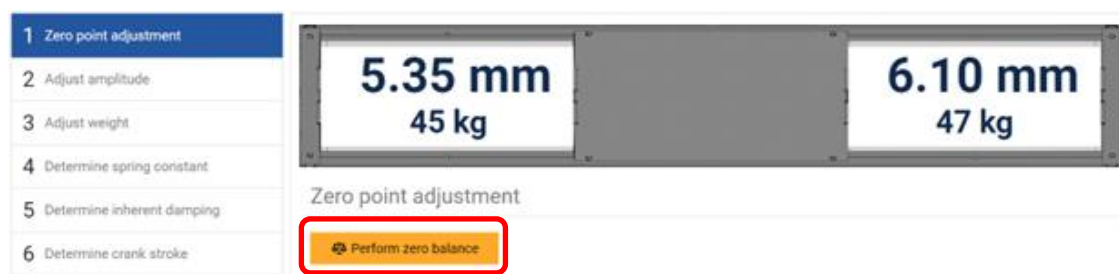 1 Zero point adjustment
2 Adjust amplitude
3 Adjust weight
4 Determine spring constant
5 Determine inherent damping
6 Determine crank stroke
5.35 mm
45 kg
6.10 mm
47 kg
Zero point adjustment
Perform zero balance